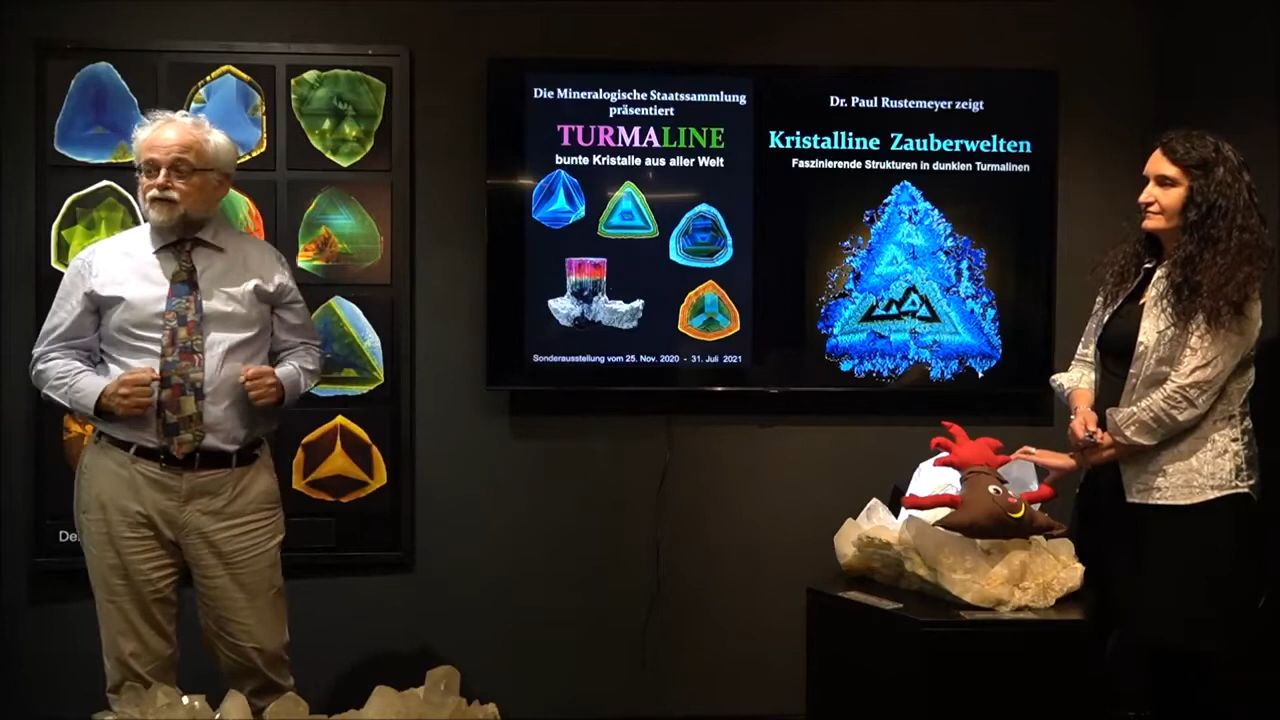 Die Mineralogische Staatssammlung
präsentiert
TURMALINE
bunte Kristalle aus aller Welt
Sonderausstellung vom 25. Nov. 2020 - 31. Juli 2021
Dr. Paul Rustemeyer zeigt
Kristalline Zauberwelten
Faszinierende Strukturen in dunklen Turmalinen